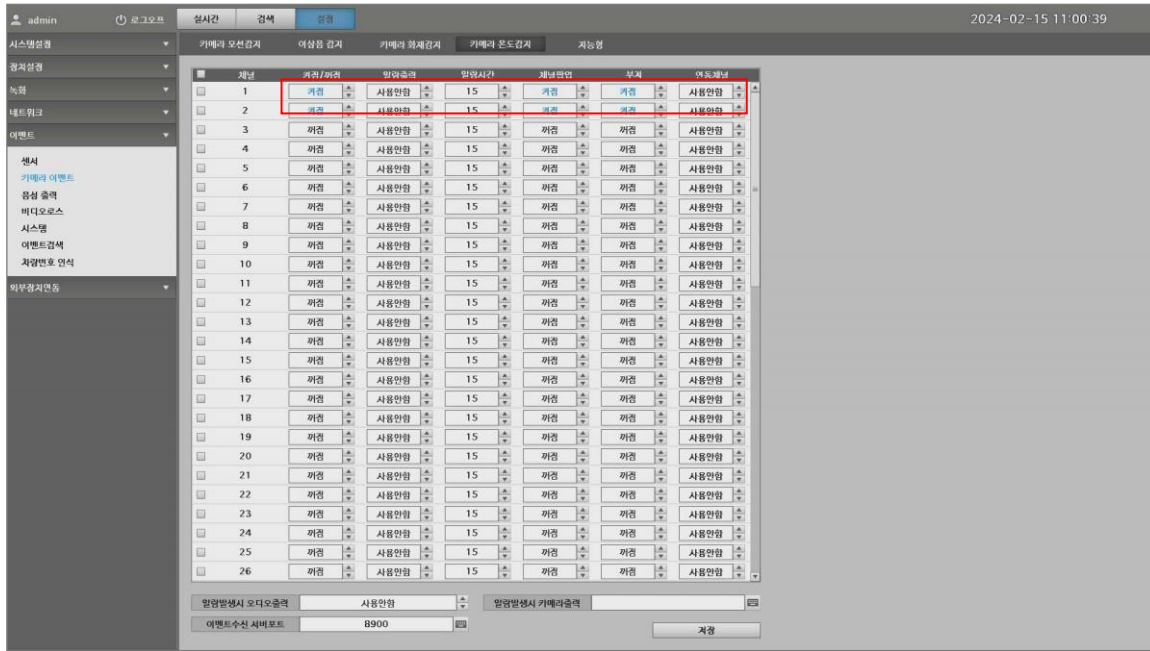 admin 로그오프 실시간 검색 설정 2024-02-15 11:00:39
시스템설정 카메라 모션감지 이상음 감지 카메라 화재감지 카메라 온도감지 지능형
장치설정
녹화
네트워크
이벤트
센서
카메라 이벤트
음성 출력
비디오로스
시스템
이벤트검색
차량번호 인식
외부장치연동
채널 켜짐/꺼짐 알람출력 알람시간 채널팝업 부저 연동채널
1 켜짐 사용안함 15 켜짐 켜짐 사용안함
2 켜짐 사용안함 15 켜짐 켜짐 사용안함
3 꺼짐 사용안함 15 꺼짐 꺼짐 사용안함
4 꺼짐 사용안함 15 꺼짐 꺼짐 사용안함
5 꺼짐 사용안함 15 꺼짐 꺼짐 사용안함
6 꺼짐 사용안함 15 꺼짐 꺼짐 사용안함
7 꺼짐 사용안함 15 꺼짐 꺼짐 사용안함
8 꺼짐 사용안함 15 꺼짐 꺼짐 사용안함
9 꺼짐 사용안함 15 꺼짐 꺼짐 사용안함
10 꺼짐 사용안함 15 꺼짐 꺼짐 사용안함
11 꺼짐 사용안함 15 꺼짐 꺼짐 사용안함
12 꺼짐 사용안함 15 꺼짐 꺼짐 사용안함
13 꺼짐 사용안함 15 꺼짐 꺼짐 사용안함
14 꺼짐 사용안함 15 꺼짐 꺼짐 사용안함
15 꺼짐 사용안함 15 꺼짐 꺼짐 사용안함
16 꺼짐 사용안함 15 꺼짐 꺼짐 사용안함
17 꺼짐 사용안함 15 꺼짐 꺼짐 사용안함
18 꺼짐 사용안함 15 꺼짐 꺼짐 사용안함
19 꺼짐 사용안함 15 꺼짐 꺼짐 사용안함
20 꺼짐 사용안함 15 꺼짐 꺼짐 사용안함
21 꺼짐 사용안함 15 꺼짐 꺼짐 사용안함
22 꺼짐 사용안함 15 꺼짐 꺼짐 사용안함
23 꺼짐 사용안함 15 꺼짐 꺼짐 사용안함
24 꺼짐 사용안함 15 꺼짐 꺼짐 사용안함
25 꺼짐 사용안함 15 꺼짐 꺼짐 사용안함
26 꺼짐 사용안함 15 꺼짐 꺼짐 사용안함
알람발생시 오디오출력 사용안함 알람발생시 카메라출력
이벤트수신 서버포트 8900
저장